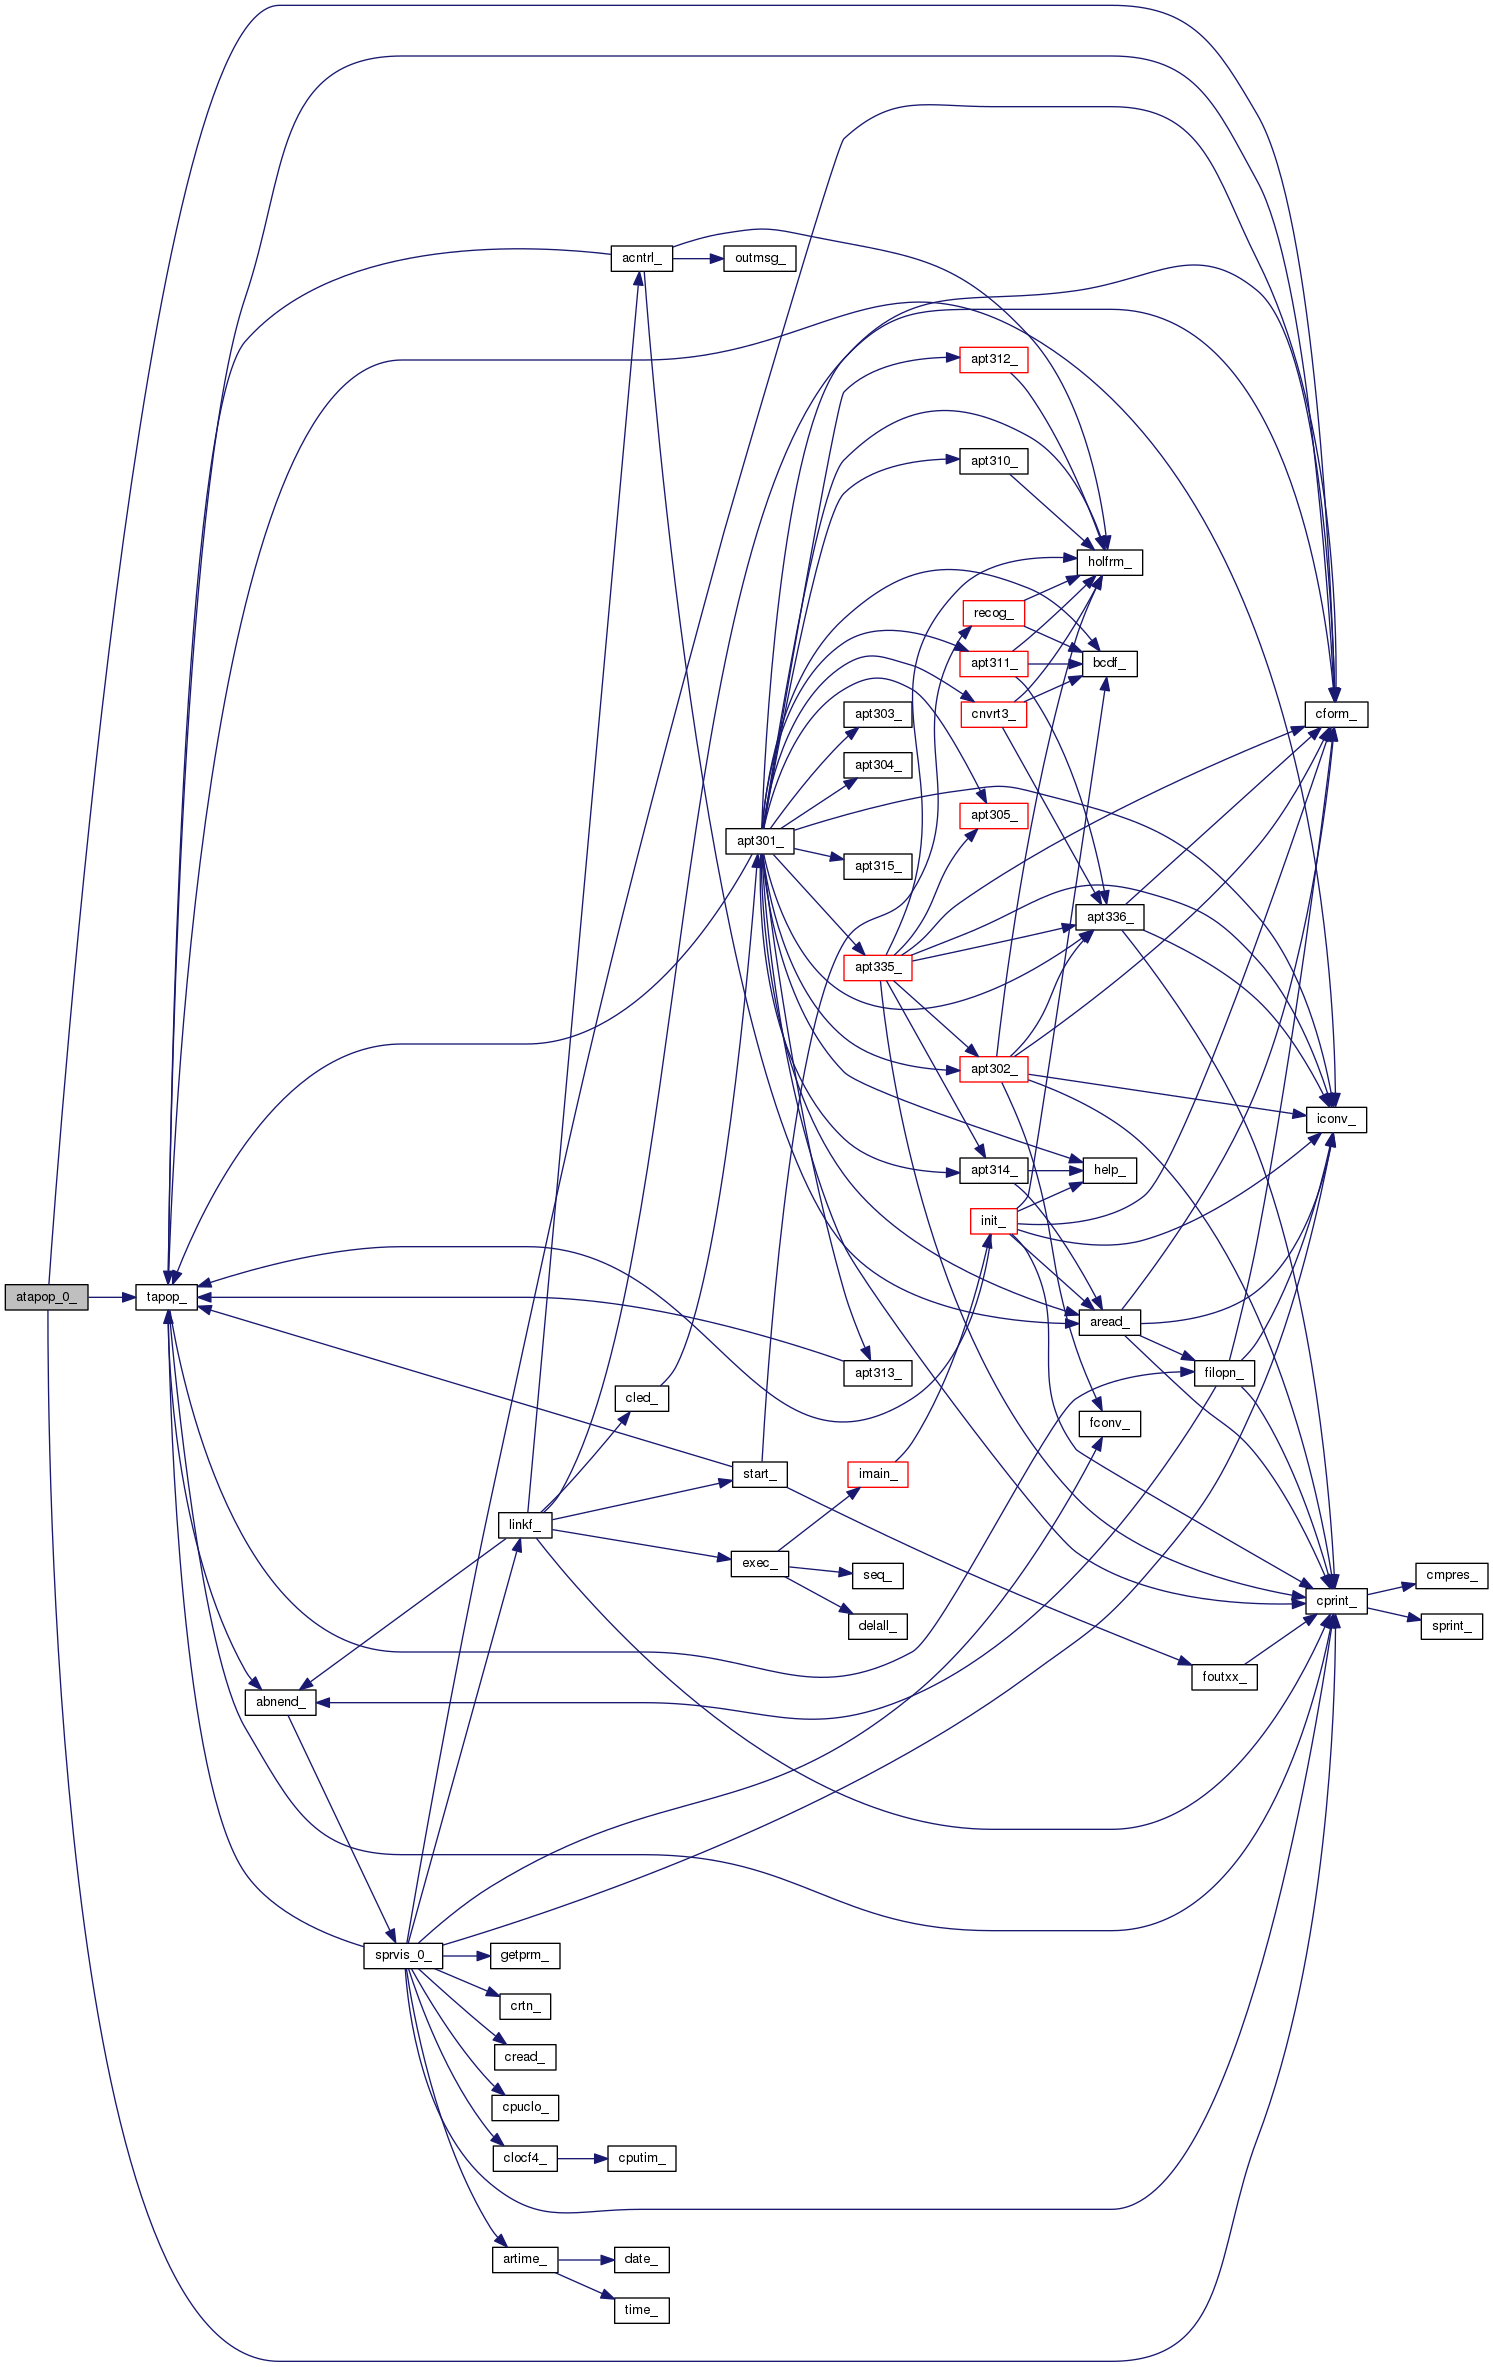 acntrl_
outmsg_
apt312_
apt310_
holfrm_
recog_
apt311_
bcdf_
cnvrt3_
apt303_
cform_
apt304_
apt305_
apt301_
apt315_
apt336_
apt335_
apt302_
iconv_
apt314_
help_
init_
atapop_0_
tapop_
aread_
apt313_
filopn_
cled_
fconv_
start_
imain_
linkf_
exec_
seq_
cmpres_
cprint_
delall_
sprint_
foutxx_
abnend_
sprvis_0_
getprm_
crtn_
cread_
cpuclo_
clocf4_
cputim_
artime_
date_
time_